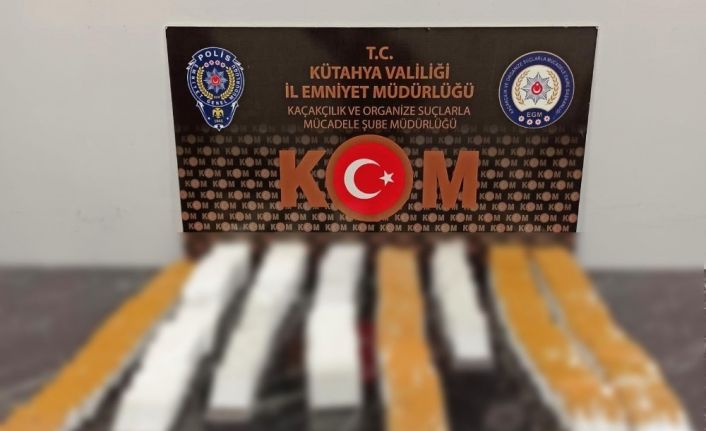 T.C.
KÜTAHYA VALİLİĞİ
İL EMNİYET MÜDÜRLÜĞÜ
KAÇAKÇILIK VE ORGANİZE SUÇLARLA
MÜCADELE ŞUBE MÜDÜRLÜĞÜ
KOM
POLİS
EGM